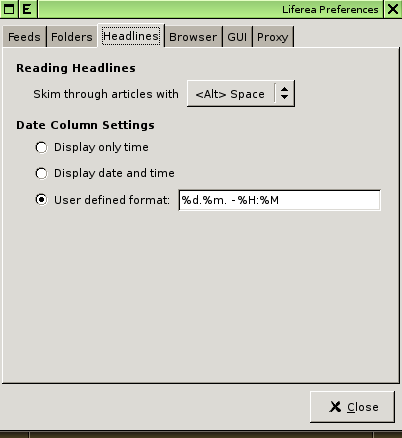 E Liferea Preferences
Feeds Folders Headlines Browser GUI Proxy
Reading Headlines
Skim through articles with <Alt> Space
Date Column Settings
Display only time
Display date and time
User defined format: %d.%m. -%H:%M
Close